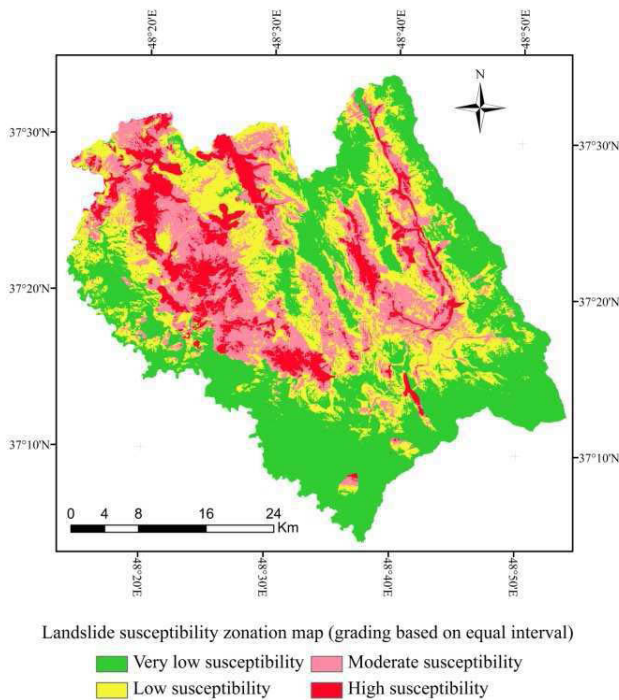 48°20'E 48°30'E 48°40'E 48°50'E
N
37°30'N 37°30'N
37°20'N 37°20'N
37°10'N 37°10'N
0 4 8 16 24
Km
48°20'E 48°30'E 48°40'E 48°50'E
Landslide susceptibility zonation map (grading based on equal interval)
Very low susceptibility Moderate susceptibility
Low susceptibility High susceptibility